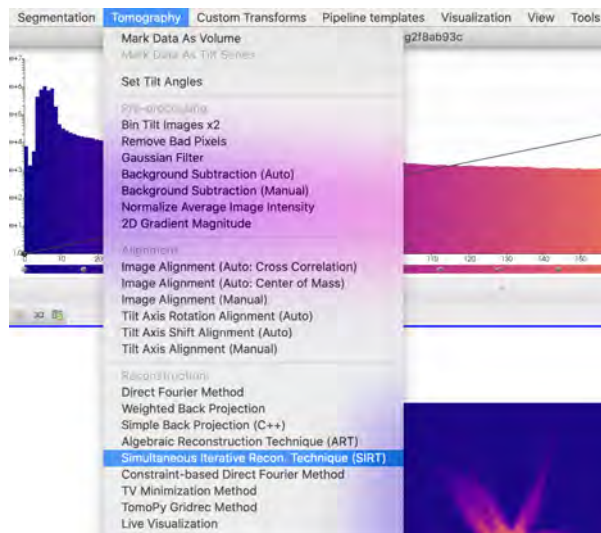 Segmentation Tomography Custom Transforms Pipeline templates Visualization View Tools
g2f8ab93c
Mark Data As Volume
Mark Data As Tilt Series
Set Tilt Angles
Pre-processing:
Bin Tilt Images x2
Remove Bad Pixels
Gaussian Filter
Background Subtraction (Auto)
Background Subtraction (Manual)
Normalize Average Image Intensity
2D Gradient Magnitude
Alignment:
Image Alignment (Auto: Cross Correlation)
Image Alignment (Auto: Center of Mass)
Image Alignment (Manual)
Tilt Axis Rotation Alignment (Auto)
Tilt Axis Shift Alignment (Auto)
Tilt Axis Alignment (Manual)
Reconstruction:
Direct Fourier Method
Weighted Back Projection
Simple Back Projection (C++)
Algebraic Reconstruction Technique (ART)
Simultaneous Iterative Recon. Technique (SIRT)
Constraint-based Direct Fourier Method
TV Minimization Method
TomoPy Gridrec Method
Live Visualization
10 110 120 130 140 150